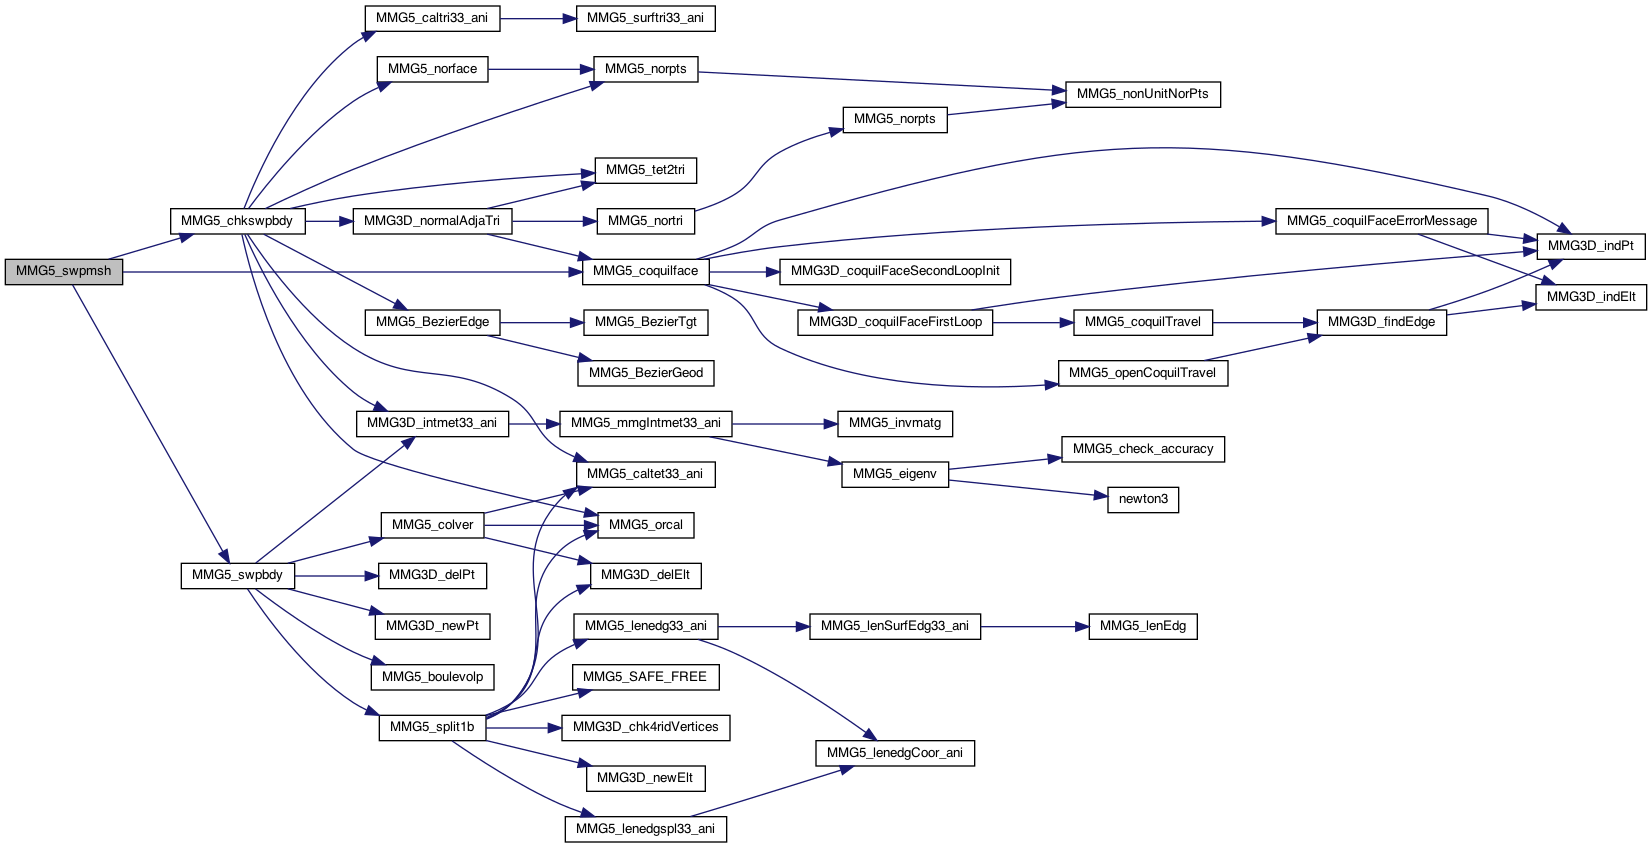 MMG5_caltri33_ani
MMG5_surftri33_ani
MMG5_norface
MMG5_norpts
MMG5_nonUnitNorPts
MMG5_norpts
MMG5_tet2tri
MMG5_chkswpbdy
MMG3D_normalAdjaTri
MMG5_nortri
MMG5_coquilFaceErrorMessage
MMG3D_indPt
MMG5_swpmsh
MMG5_coquilface
MMG3D_coquilFaceSecondLoopInit
MMG3D_indElt
MMG5_BezierEdge
MMG5_BezierTgt
MMG3D_coquilFaceFirstLoop
MMG5_coquilTravel
MMG3D_findEdge
MMG5_BezierGeod
MMG5_openCoquilTravel
MMG3D_intmet33_ani
MMG5_mmgIntmet33_ani
MMG5_invmatg
MMG5_check_accuracy
MMG5_caltet33_ani
MMG5_eigenv
newton3
MMG5_colver
MMG5_orcal
MMG5_swpbdy
MMG3D_delPt
MMG3D_delElt
MMG3D_newPt
MMG5_lenedg33_ani
MMG5_lenSurfEdg33_ani
MMG5_lenEdg
MMG5_boulevolp
MMG5_SAFE_FREE
MMG5_split1b
MMG3D_chk4ridVertices
MMG5_lenedgCoor_ani
MMG3D_newElt
MMG5_lenedgspl33_ani